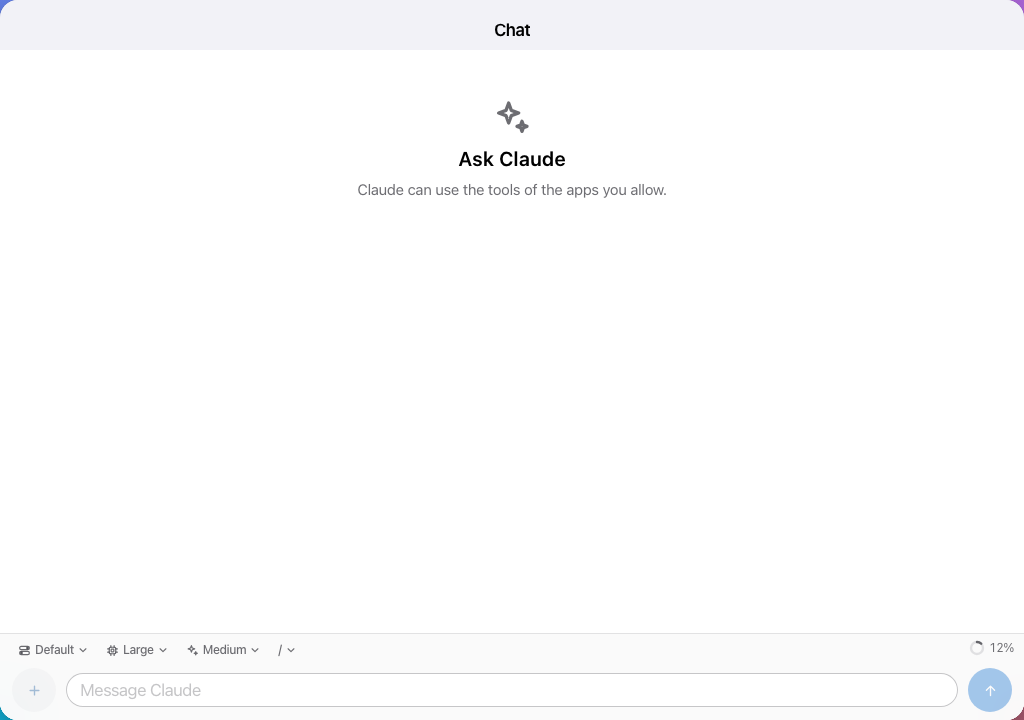 Chat
Ask Claude
Claude can use the tools of the apps you allow.
Default
Large
Medium
/
12%
Message Claude